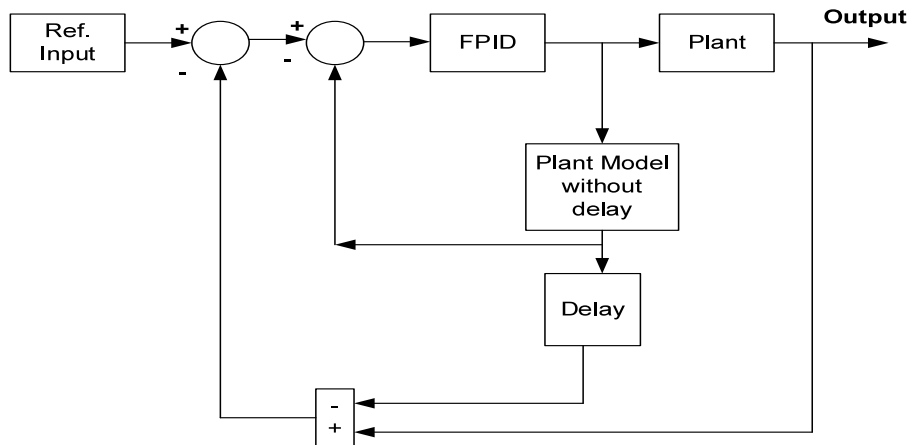 Output
Ref.
Input
+
-
+
-
FPID
Plant
Plant Model
without
delay
Delay
-
+